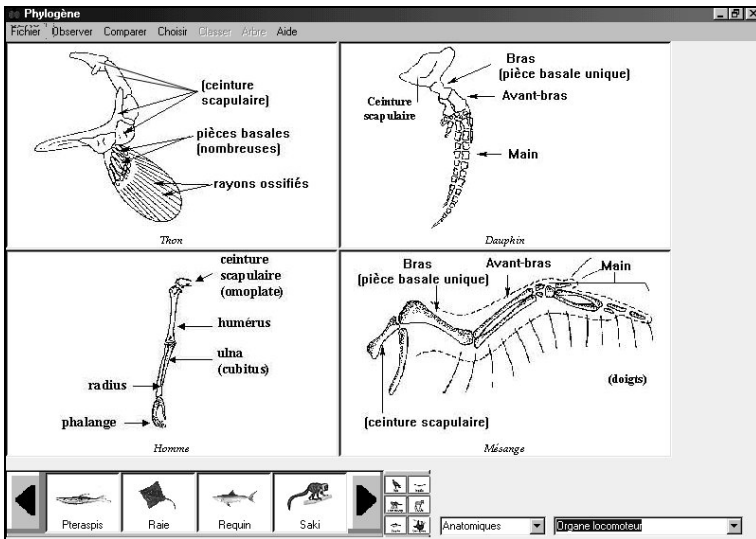 Phylogène
Fichier Observer Comparer Choisir Classer Arbre Aide
(ceinture
scapulaire)
pièces basales
(nombreuses)
rayons ossifiés
Thon
Bras
(pièce basale unique)
Ceinture
scapulaire
Avant-bras
Main
Dauphin
ceinture
scapulaire
(omoplate)
humérus
ulna
(cubitus)
radius
phalange
Homme
Bras
(pièce basale unique)
Avant-bras
Main
(doigts)
(ceinture scapulaire)
Mésange
Pteraspis
Raie
Requin
Saki
Anatomiques
Organe locomoteur